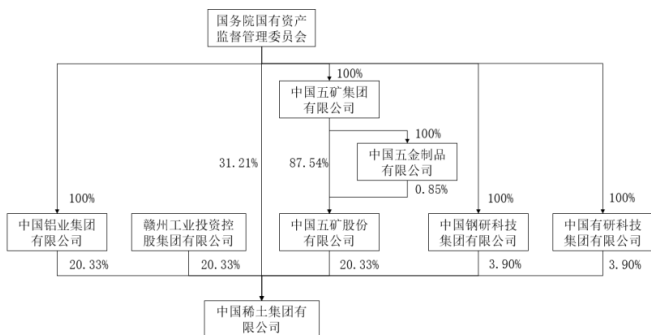 国务院国有资产
监督管理委员会
100%
中国五矿集团
有限公司
100%
中国五金制品
有限公司
31.21%
87.54%
0.85%
100%
100%
100%
中国铝业集团
有限公司
赣州工业投资控
股集团有限公司
中国五矿股份
有限公司
中国钢研科技
集团有限公司
中国有研科技
集团有限公司
20.33%
20.33%
20.33%
3.90%
3.90%
中国稀土集团有
限公司